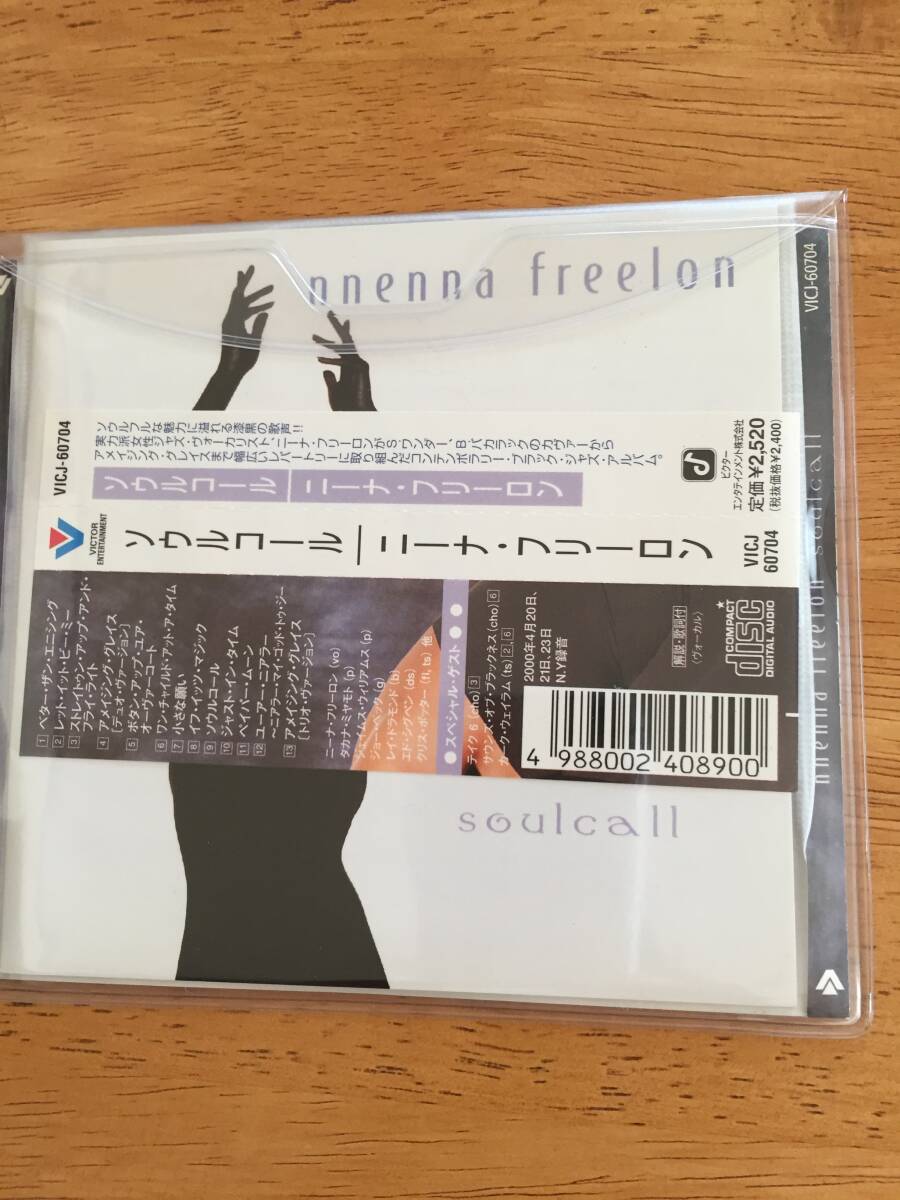 nnenna freelon
VICJ-60704
ソウルフルな魅力に溢れる漆黒の歌声!!
実力派女性ジャズ・ヴォーカリスト、ニーナ・フリーロンがS・ワンダー、B・バカラックのカヴァーから
アメイジング・グレイスまで幅広いレパートリーに取り組んだコンテンポラリー・ブラック・ジャズ・アルバム。
ソウルコール|ニーナ・フリーロン
ビクター
エンタテインメント株式会社
定価¥2,520
(税抜価格¥2,400)
VICTOR
ENTERTAINMENT
ソウルコール|ニーナ・フリーロン
VICJ
60704
1 ベター・ザン・エニシング
2 レット・イット・ビー・ミー
3 ストレイトゥン・アップ・アンド・
フライ・ライト
4 アメイジング・グレイス
[デュオ・ヴァージョン]
5 ボタン・アップ・ユア・
オーヴァーコート
6 ワン・チャイルド・アット・ア・タイム
7 小さな願い
8 イフ・イッツ・マジック
9 ソウルコール
10 ジャスト・イン・タイム
11 ペイパー・ムーン
12 ユーアー・ニアラー
〜ニアラー・マイ・ゴッド・トゥ・ジー
13 アメイジング・グレイス
[トリオ・ヴァージョン]
ニーナ・フリーロン (vo)
タカナ・ミヤモト (p)
ジェイムス・ウィリアムス (p)
ジョー・ベック (g)
レイ・ドラモンド (b)
エド・シグペン (ds)
クリス・ポッター (fl, ts) 他
●スペシャル・ゲスト●●
テイク6 (cho) 3
サウンズ・オブ・ブラックネス (cho) 6
カーク・ウェイラム (ts) 2, 6
2000年4月20日、
21日、23日
N.Y.録音
解説・歌詞付
(ヴォーカル)
COMPACT
disc
DIGITAL AUDIO
4 988002 408900
soulcall
VICJ-60704
nnenna freelon soulcall